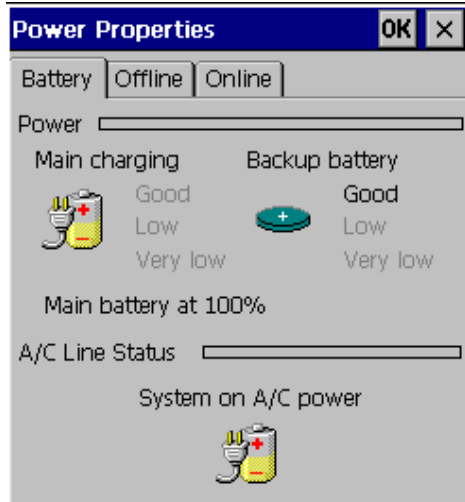 Power Properties OK ×
Battery Offline Online
Power
Main charging Backup battery
Good Good
Low Low
Very low Very low
Main battery at 100%
A/C Line Status
System on A/C power